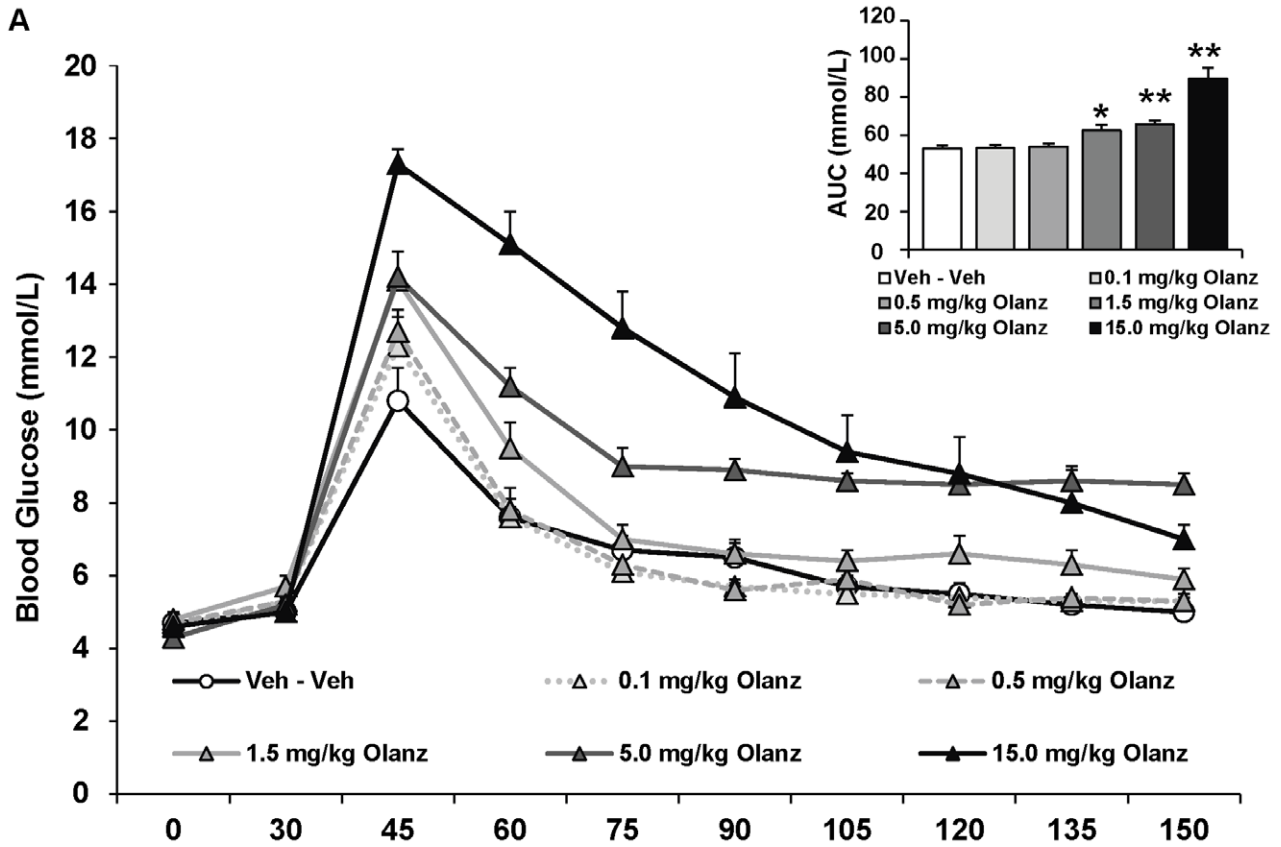 A
120
100
80
60
40
20
0
AUC (mmol/L)
*
**
**
Veh - Veh
0.1 mg/kg Olanz
0.5 mg/kg Olanz
1.5 mg/kg Olanz
5.0 mg/kg Olanz
15.0 mg/kg Olanz
20
18
16
14
12
10
8
6
4
2
0
Blood Glucose (mmol/L)
Veh - Veh
0.1 mg/kg Olanz
0.5 mg/kg Olanz
1.5 mg/kg Olanz
5.0 mg/kg Olanz
15.0 mg/kg Olanz
0 30 45 60 75 90 105 120 135 150